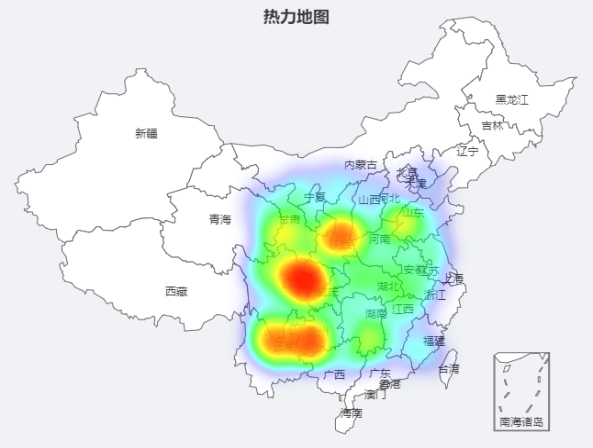 热力地图
黑龙江
吉林
新疆
辽宁
内蒙古
北京
天津
宁夏
山西
河北
山东
青海
甘肃
河南
安徽
江苏
上海
西藏
湖北
浙江
江西
湖南
福建
台湾
广西
广东
香港
澳门
海南
南海诸岛